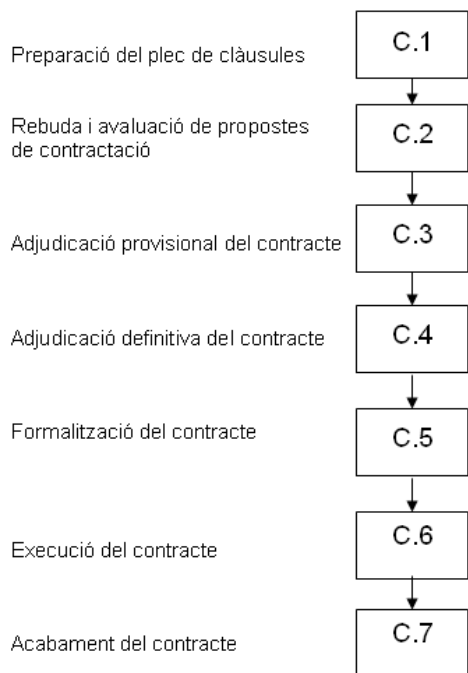 Preparació del plec de clàusules
C.1
Rebuda i avaluació de propostes
de contractació
C.2
Adjudicació provisional del contracte
C.3
Adjudicació definitiva del contracte
C.4
Formalització del contracte
C.5
Execució del contracte
C.6
Acabament del contracte
C.7